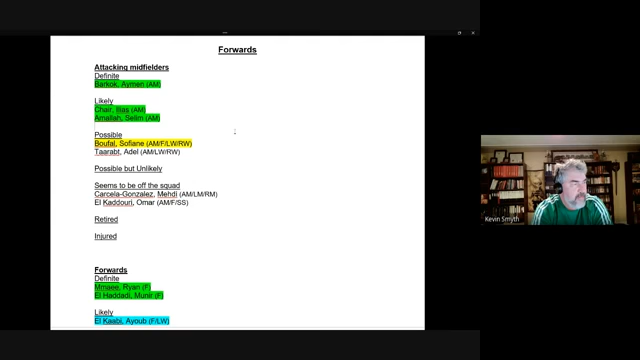 Forwards
Attacking midfielders
Definite
Barkok, Aymen (AM)
Likely
Chair, Ilias (AM)
Amallah, Selim (AM)
Possible
Boufal, Sofiane (AM/F/LW/RW)
Taarabt, Adel (AM/LW/RW)
Possible but Unlikely
Seems to be off the squad
Carcela-Gonzalez, Mehdi (AM/LM/RM)
El Kaddouri, Omar (AM/F/SS)
Retired
Injured
Forwards
Definite
Mmaee, Ryan (F)
El Haddadi, Munir (F)
Likely
El Kaabi, Ayoub (F/LW)
Kevin Smyth